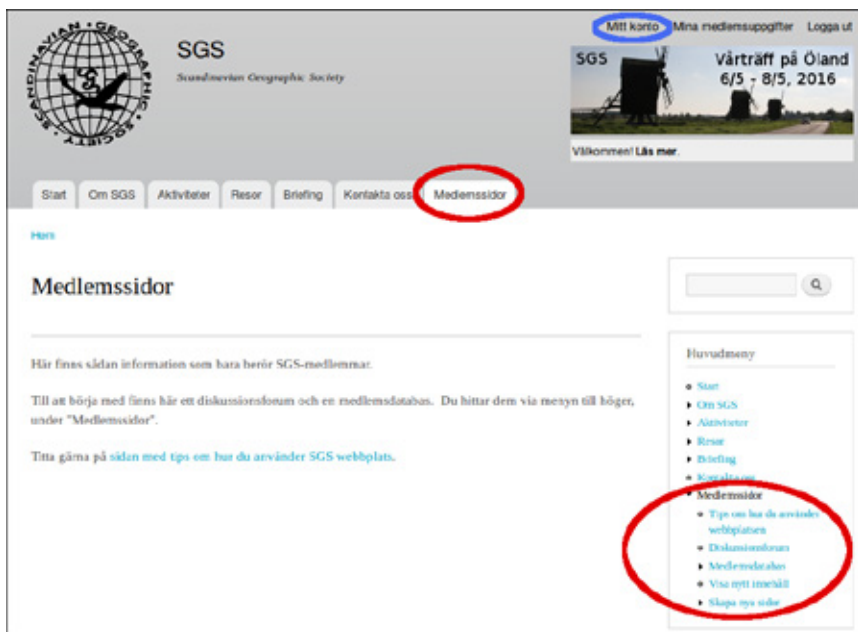 SCANDINAVIAN · GEOGRAPHIC · SOCIETY ·
SGS
Scandinavian Geographic Society
Mitt konto Mina medlemsuppgifter Logga ut
SGS Vårträff på Öland
6/5 - 8/5, 2016
Välkommen! Läs mer.
Start Om SGS Aktiviteter Resor Briefing Kontakta oss Medlemssidor
Hem
Medlemssidor
Här finns sådan information som bara berör SGS-medlemmar.
Till att börja med finns här ett diskussionsforum och en medlemsdatabas. Du hittar dem via menyn till höger,
under "Medlemssidor".
Titta gärna på sidan med tips om hur du använder SGS webbplats.
Huvudmeny
Start
Om SGS
Aktiviteter
Resor
Briefing
Kontakta oss
Medlemssidor
Tips om hur du använder
webbplatsen
Diskussionsforum
Medlemsdatabas
Visa nytt innehåll
Skapa nya sidor